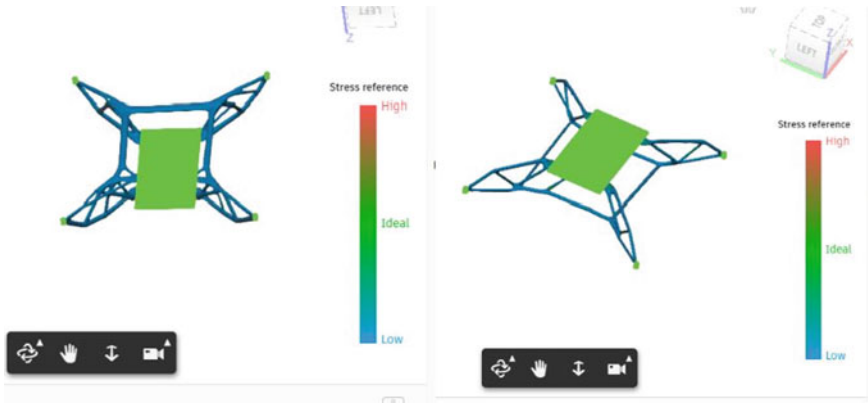 LEFT
Z
Stress reference
High
Ideal
Low
Z
X
LEFT
Y
Stress reference
High
Ideal
Low